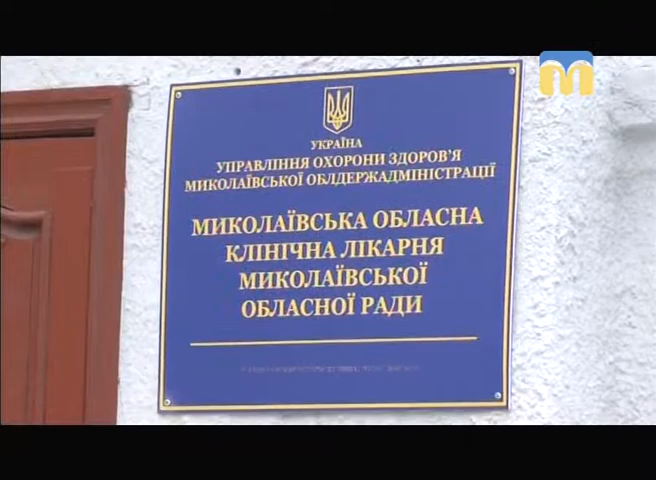 УКРАЇНА
УПРАВЛІННЯ ОХОРОНИ ЗДОРОВ'Я
МИКОЛАЇВСЬКОЇ ОБЛДЕРЖАДМІНІСТРАЦІЇ
МИКОЛАЇВСЬКА ОБЛАСНА
КЛІНІЧНА ЛІКАРНЯ
МИКОЛАЇВСЬКОЇ
ОБЛАСНОЇ РАДИ